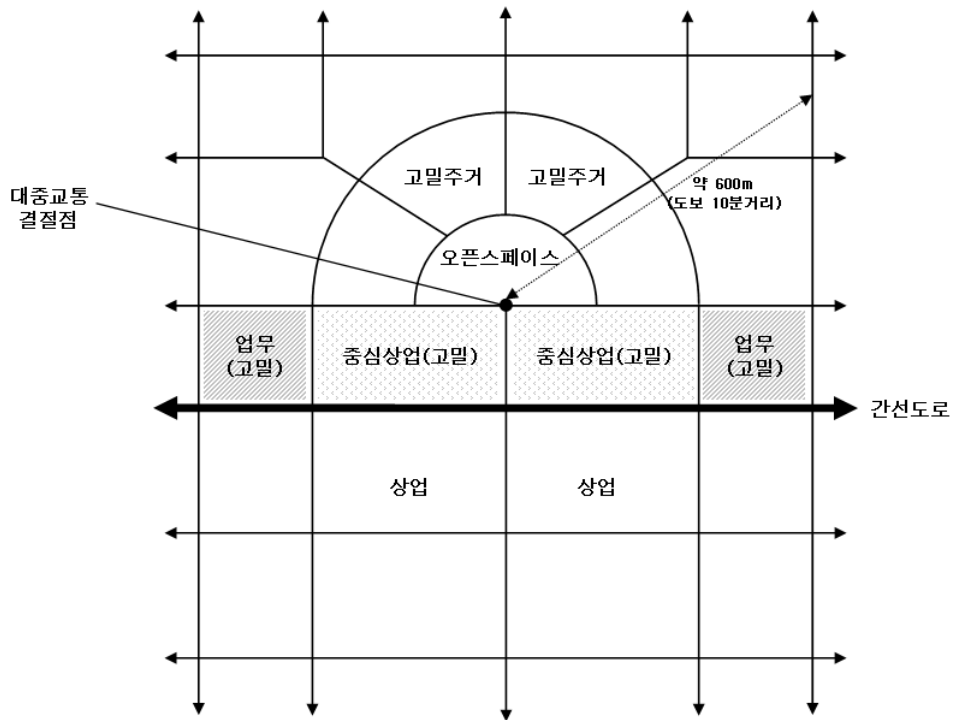 고밀주거
고밀주거
약 600m
(도보 10분거리)
대중교통
결절점
오픈스페이스
업무
(고밀)
중심상업(고밀)
중심상업(고밀)
업무
(고밀)
간선도로
상업
상업